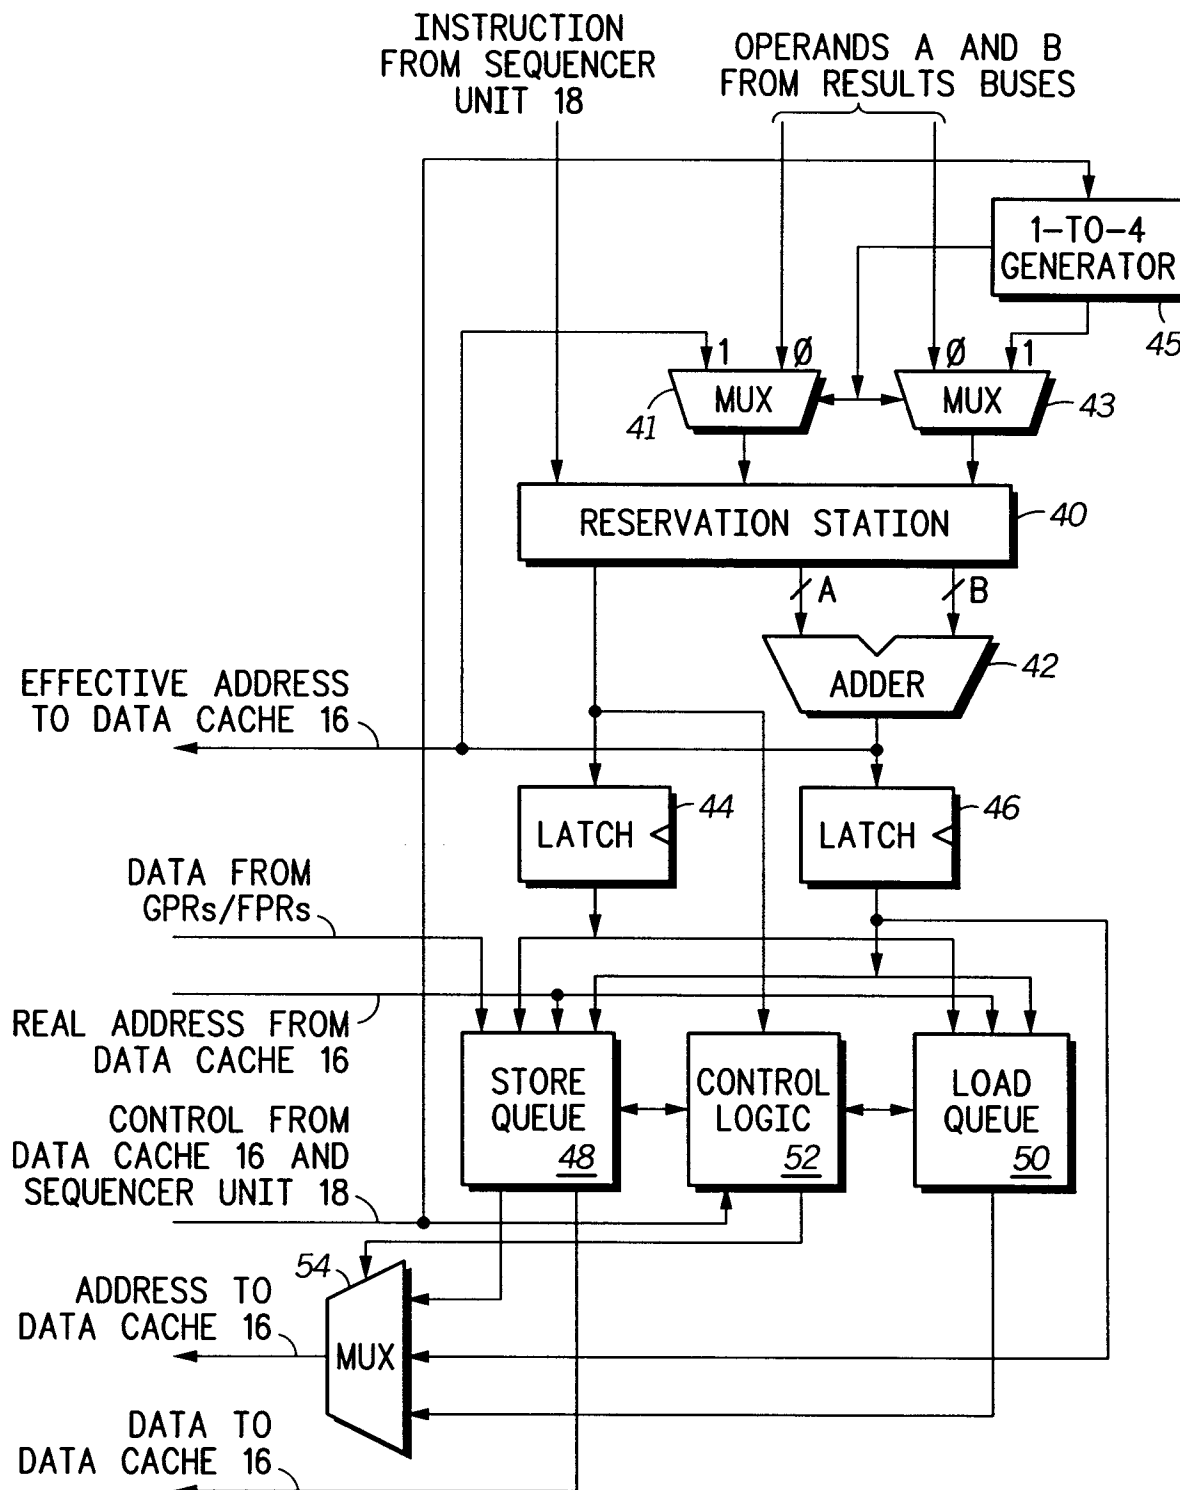 INSTRUCTION
FROM SEQUENCER
UNIT 18
OPERANDS A AND B
FROM RESULTS BUSES
1-TO-4
GENERATOR
45
1
Ø
Ø
1
MUX
41
MUX
43
RESERVATION STATION
40
A
B
ADDER
42
EFFECTIVE ADDRESS
TO DATA CACHE 16
LATCH
44
LATCH
46
DATA FROM
GPRs/FPRs
REAL ADDRESS FROM
DATA CACHE 16
STORE
QUEUE
48
CONTROL
LOGIC
52
LOAD
QUEUE
50
CONTROL FROM
DATA CACHE 16 AND
SEQUENCER UNIT 18
54
MUX
ADDRESS TO
DATA CACHE 16
DATA TO
DATA CACHE 16